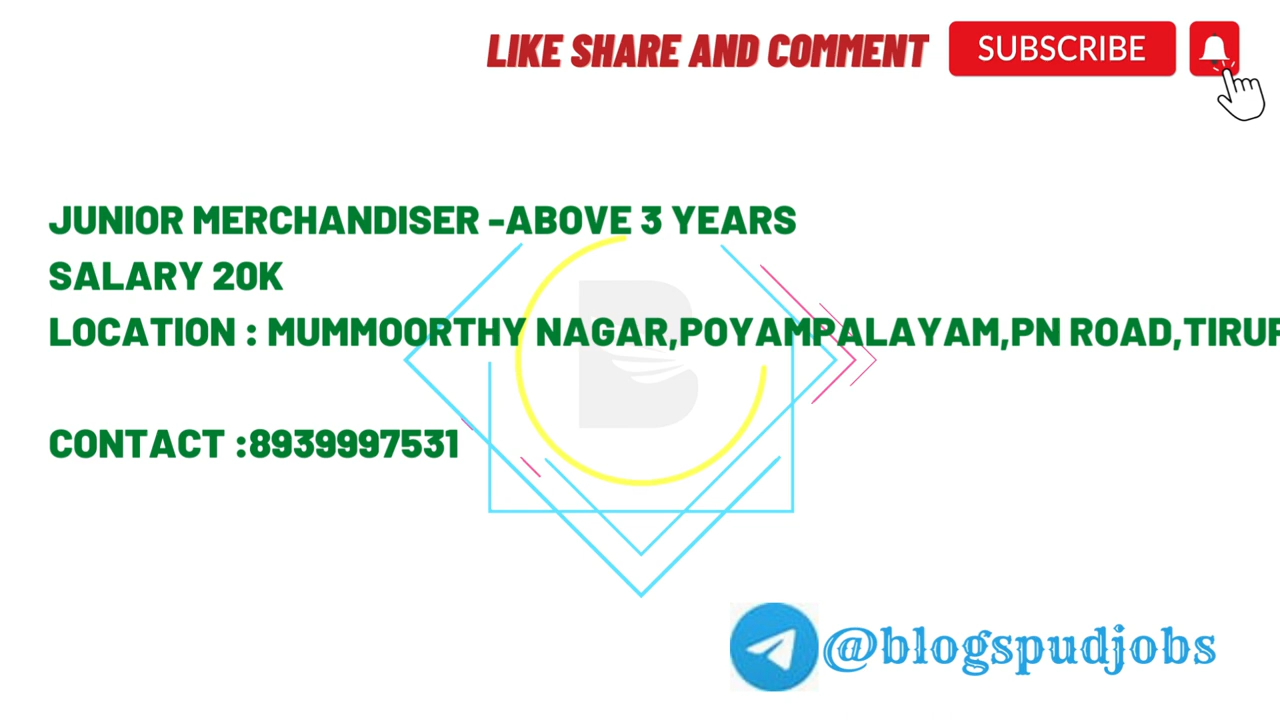 LIKE SHARE AND COMMENT SUBSCRIBE
JUNIOR MERCHANDISER -ABOVE 3 YEARS
SALARY 20K
LOCATION : MUMMOORTHY NAGAR,POYAMPALAYAM,PN ROAD,
CONTACT :8939997531
@blogspudjobs